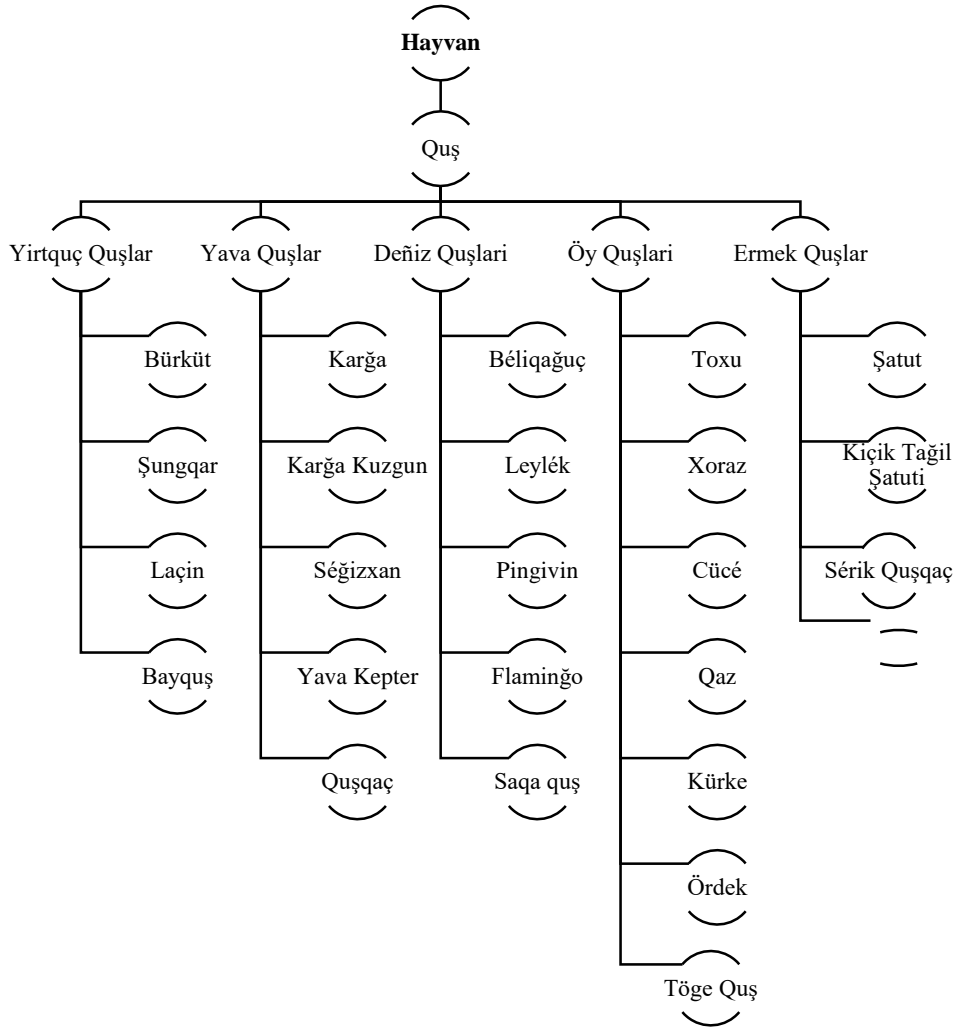 Hayvan
Quş
Yirtquç Quşlar
Bürküt
Şungqar
Laçin
Bayquş
Yava Quşlar
Karğa
Karğa Kuzgun
Séğizxan
Yava Kepter
Quşqaç
Deñiz Quşlari
Béliqağuç
Leylék
Pingivin
Flaminğo
Saqa quş
Öy Quşlari
Toxu
Xoraz
Cücé
Qaz
Kürke
Ördek
Töge Quş
Ermek Quşlar
Şatut
Kiçik Tağil
Şatuti
Sérik Quşqaç